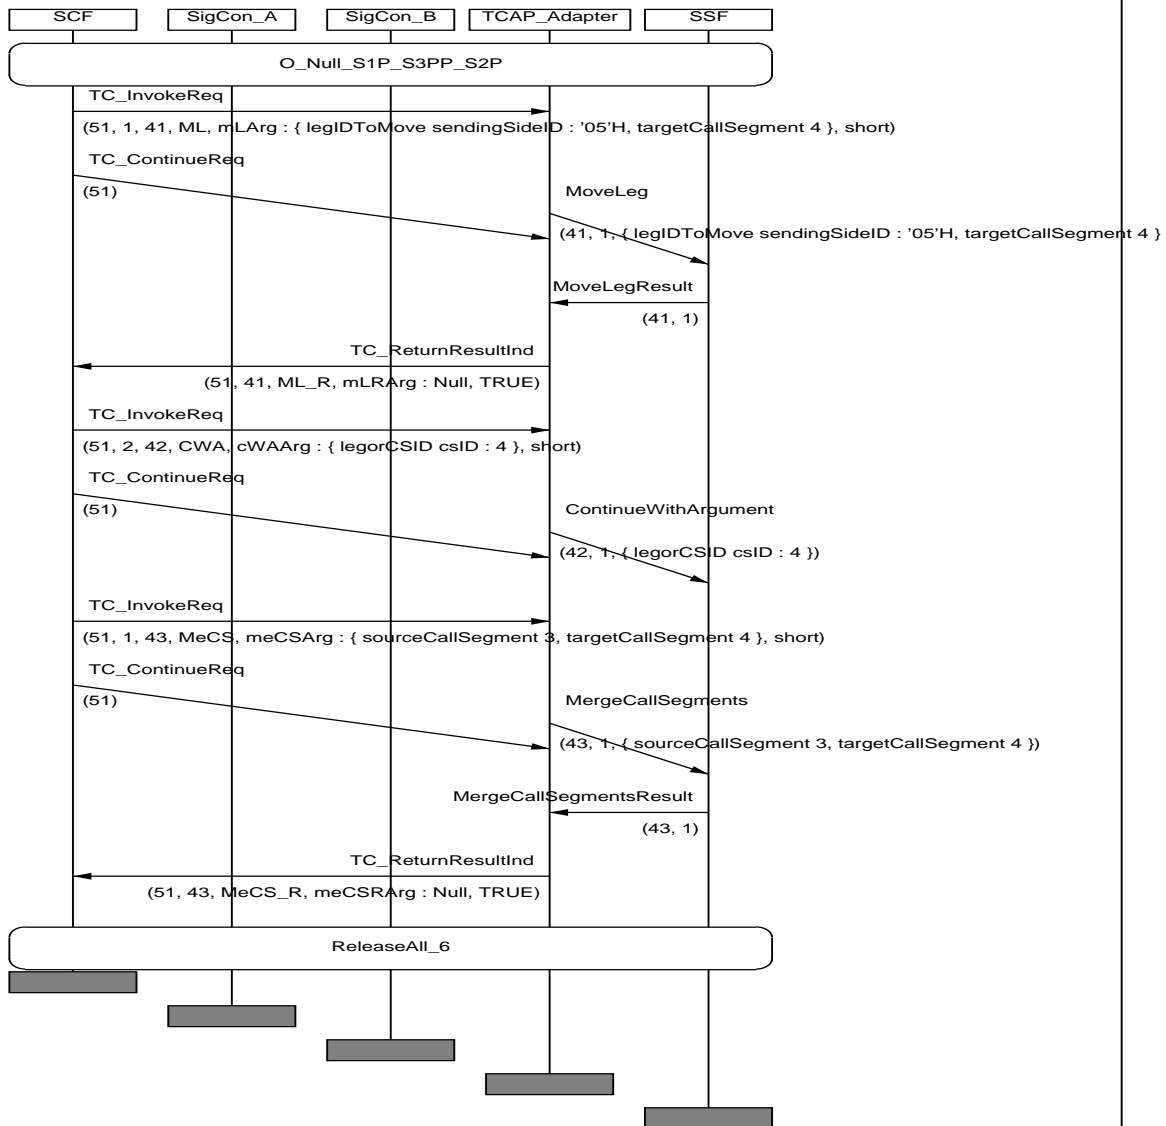 SCF SigCon_A SigCon_B TCAP_Adapter SSF
O_Null_S1P_S3PP_S2P
TC_InvokeReq
(51, 1, 41, ML, mLArg : { legIDToMove sendingSideID : '05'H, targetCallSegment 4 }, short)
TC_ContinueReq
(51)
MoveLeg
(41, 1, { legIDToMove sendingSideID : '05'H, targetCallSegment 4 }
MoveLegResult
(41, 1)
TC_ReturnResultInd
(51, 41, ML_R, mLRArg : Null, TRUE)
TC_InvokeReq
(51, 2, 42, CWA, cWAArg : { legorCSID csID : 4 }, short)
TC_ContinueReq
(51)
ContinueWithArgument
(42, 1, { legorCSID csID : 4 })
TC_InvokeReq
(51, 1, 43, MeCS, meCSArg : { sourceCallSegment 3, targetCallSegment 4 }, short)
TC_ContinueReq
(51)
MergeCallSegments
(43, 1, { sourceCallSegment 3, targetCallSegment 4 })
MergeCallSegmentsResult
(43, 1)
TC_ReturnResultInd
(51, 43, MeCS_R, meCSRArg : Null, TRUE)
ReleaseAll_6